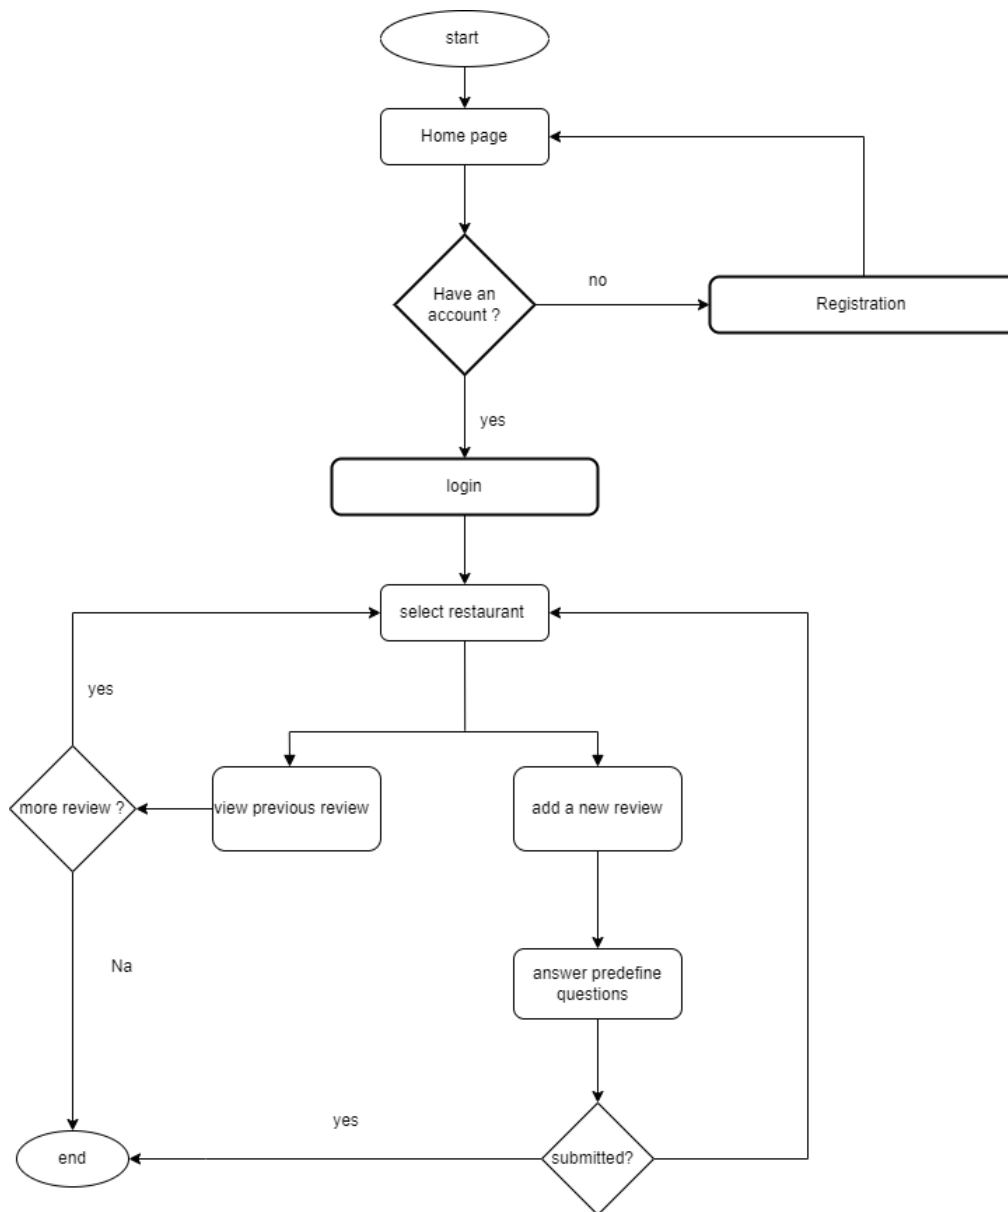 start
Home page
Have an
account ?
no
Registration
yes
login
select restaurant
yes
more review ?
view previous review
add a new review
Na
answer predefine
questions
yes
end
submitted?